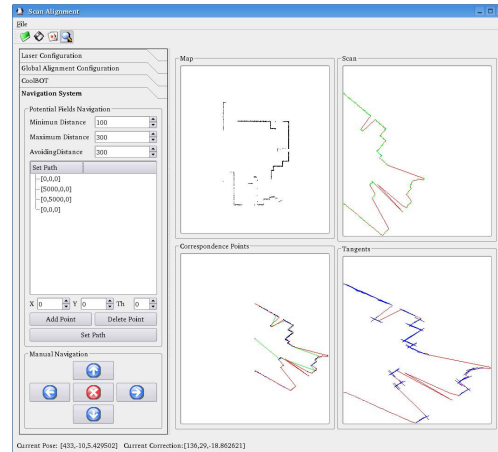 Scan Alignment
File
Laser Configuration
Global Alignment Configuration
CoolBOT
Navigation System
Potential Fields Navigation
Minimun Distance 100
Maximum Distance 300
AvoidingDistance 300
Set Path
[0,0,0]
[5000,0,0]
[0,5000,0]
[0,0,0]
X 0 Y 0 Th 0
Add Point Delete Point
Set Path
Manual Navigation
Map
Scan
Correspondence Points
Tangents
Current Pose: [433,-10,5.429502] Current Correction:[136,29,-18.862621]